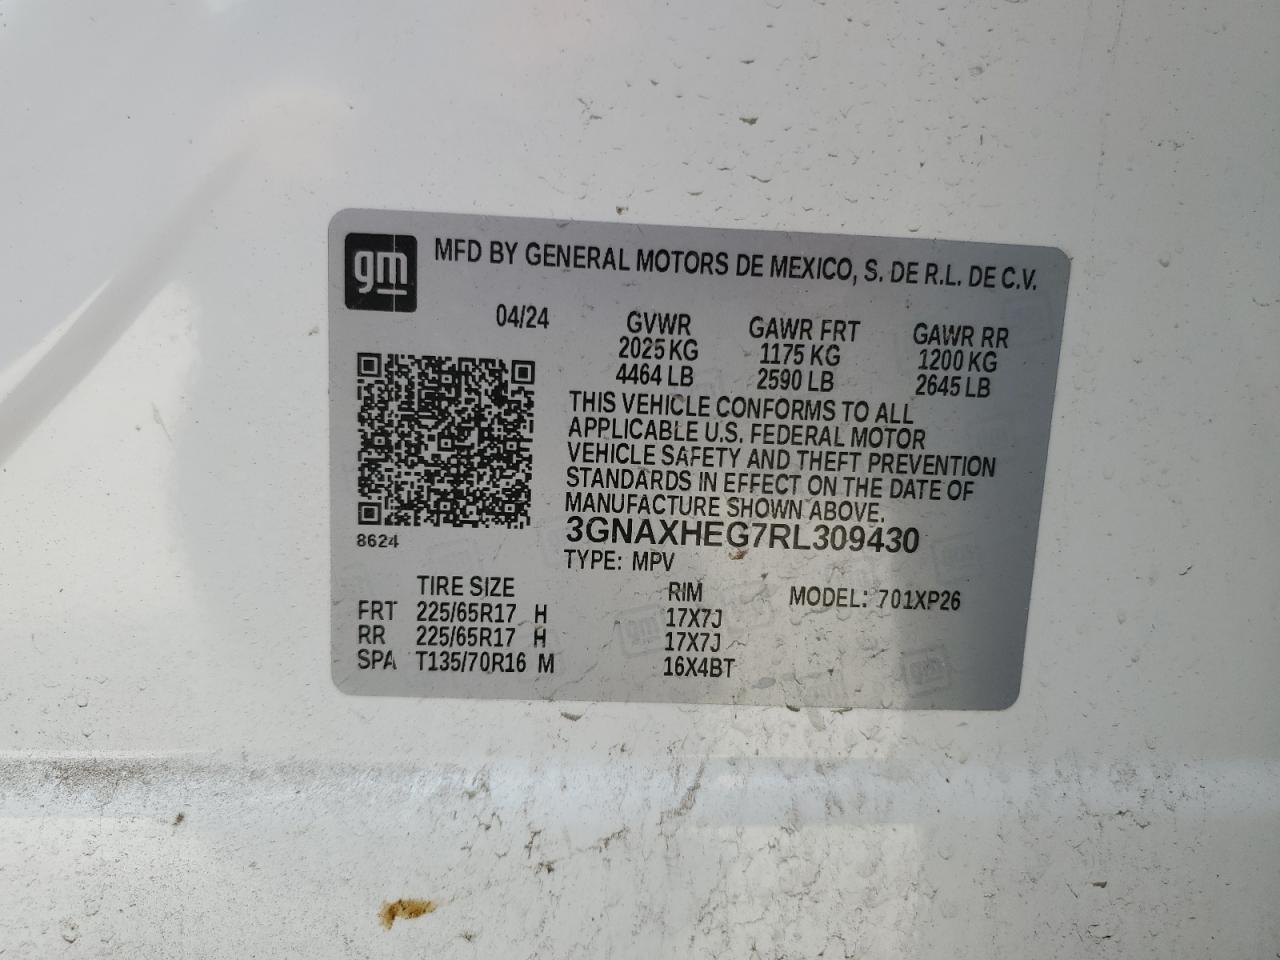 gm
MFD BY GENERAL MOTORS DE MEXICO, S. DE R.L. DE C.V.
04/24 GVWR GAWR FRT GAWR RR
2025 KG 1175 KG 1200 KG
4464 LB 2590 LB 2645 LB
THIS VEHICLE CONFORMS TO ALL
APPLICABLE U.S. FEDERAL MOTOR
VEHICLE SAFETY AND THEFT PREVENTION
STANDARDS IN EFFECT ON THE DATE OF
MANUFACTURE SHOWN ABOVE.
8624
3GNAXHEG7RL309430
TYPE: MPV
TIRE SIZE RIM MODEL: 701XP26
FRT 225/65R17 H 17X7J
RR 225/65R17 H 17X7J
SPA T135/70R16 M 16X4BT